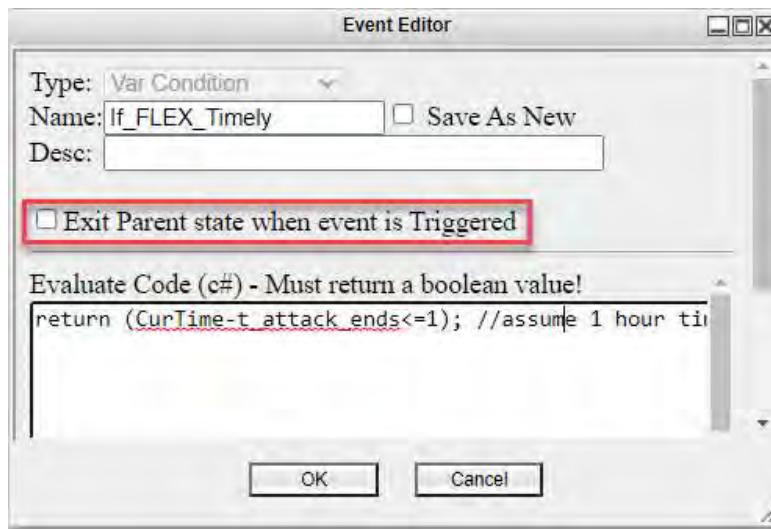 Event Editor
Type: Var Condition
Name: If_FLEX_Timely Save As New
Desc:
Exit Parent state when event is Triggered
Evaluate Code (c#) - Must return a boolean value!
return (CurTime-t_attack_ends<=1); //assume 1 hour
OK Cancel